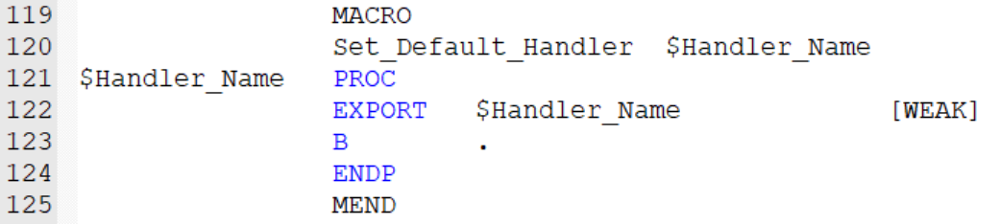 119 MACRO
120 Set_Default_Handler $Handler_Name
121 $Handler_Name PROC
122 EXPORT $Handler_Name [WEAK]
123 B .
124 ENDP
125 MEND